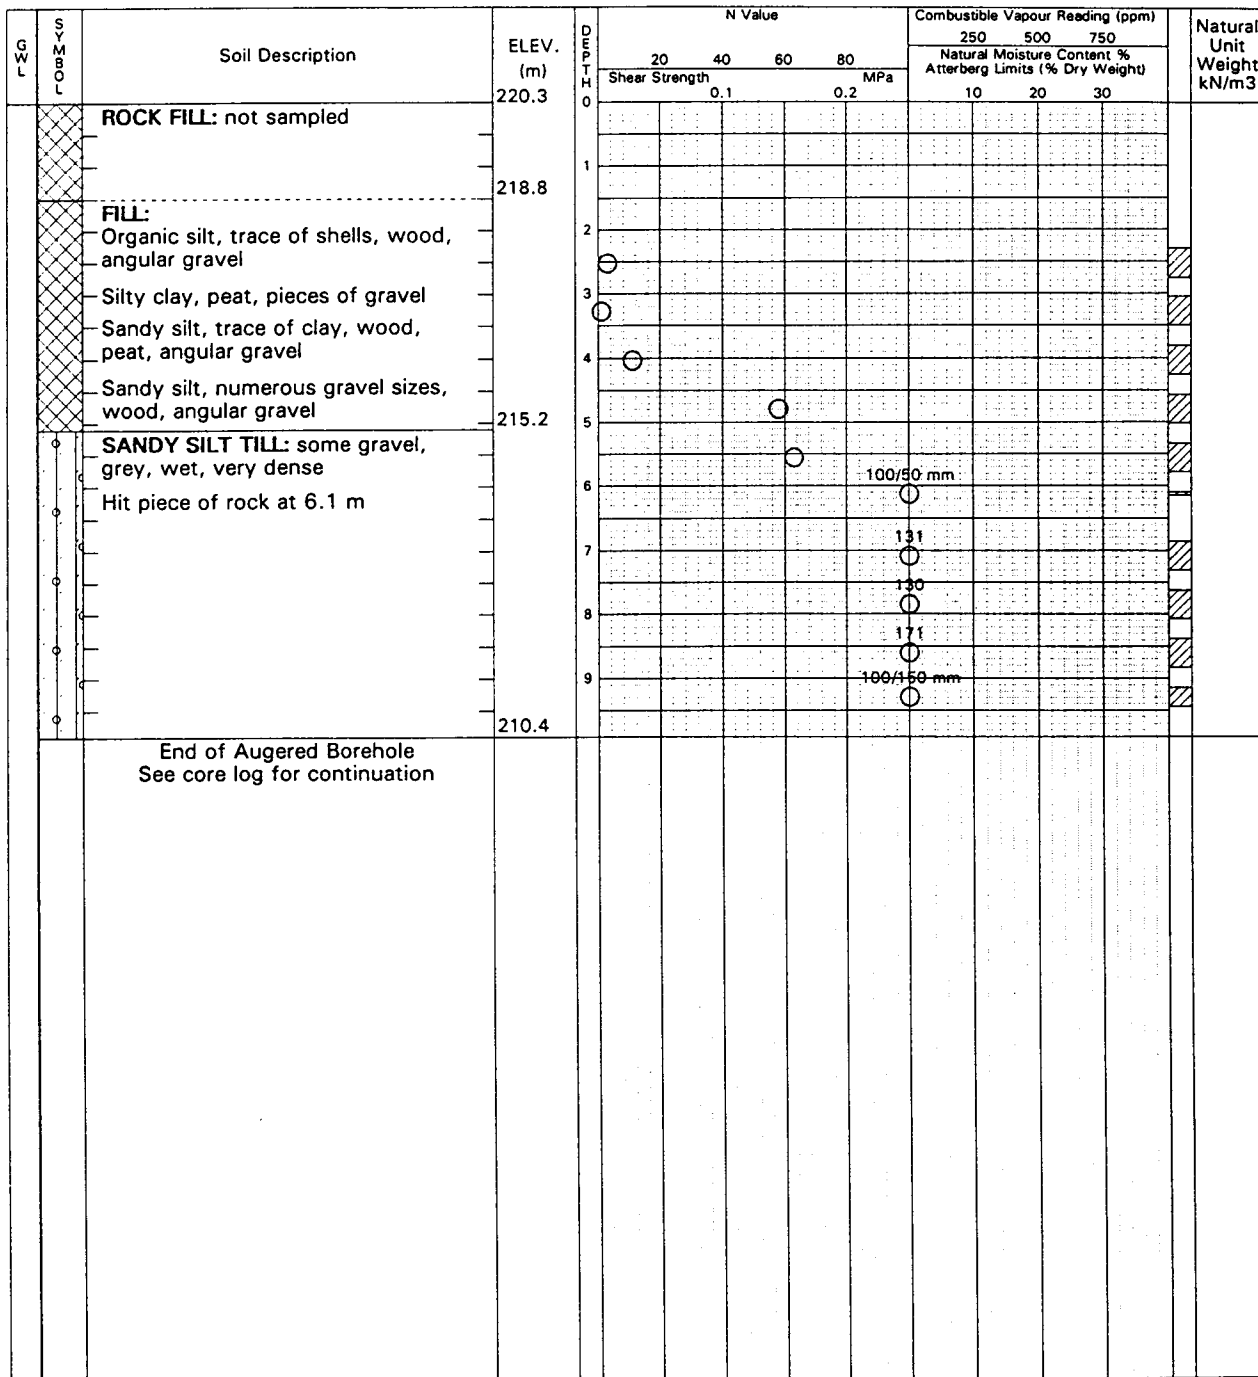 GWL
SYMBOL
Soil Description
ELEV.
(m)
220.3
DEPTH
0
N Value
20 40 60 80
Shear Strength MPa
0.1 0.2
Combustible Vapour Reading (ppm)
250 500 750
Natural Moisture Content %
Atterberg Limits (% Dry Weight)
10 20 30
Natural
Unit
Weight
kN/m3
ROCK FILL: not sampled
1
218.8
FILL:
Organic silt, trace of shells, wood,
angular gravel
2
Silty clay, peat, pieces of gravel
3
Sandy silt, trace of clay, wood,
peat, angular gravel
4
Sandy silt, numerous gravel sizes,
wood, angular gravel
215.2
5
SANDY SILT TILL: some gravel,
grey, wet, very dense
100/50 mm
Hit piece of rock at 6.1 m
6
131
7
130
8
171
100/150 mm
9
210.4
End of Augered Borehole
See core log for continuation